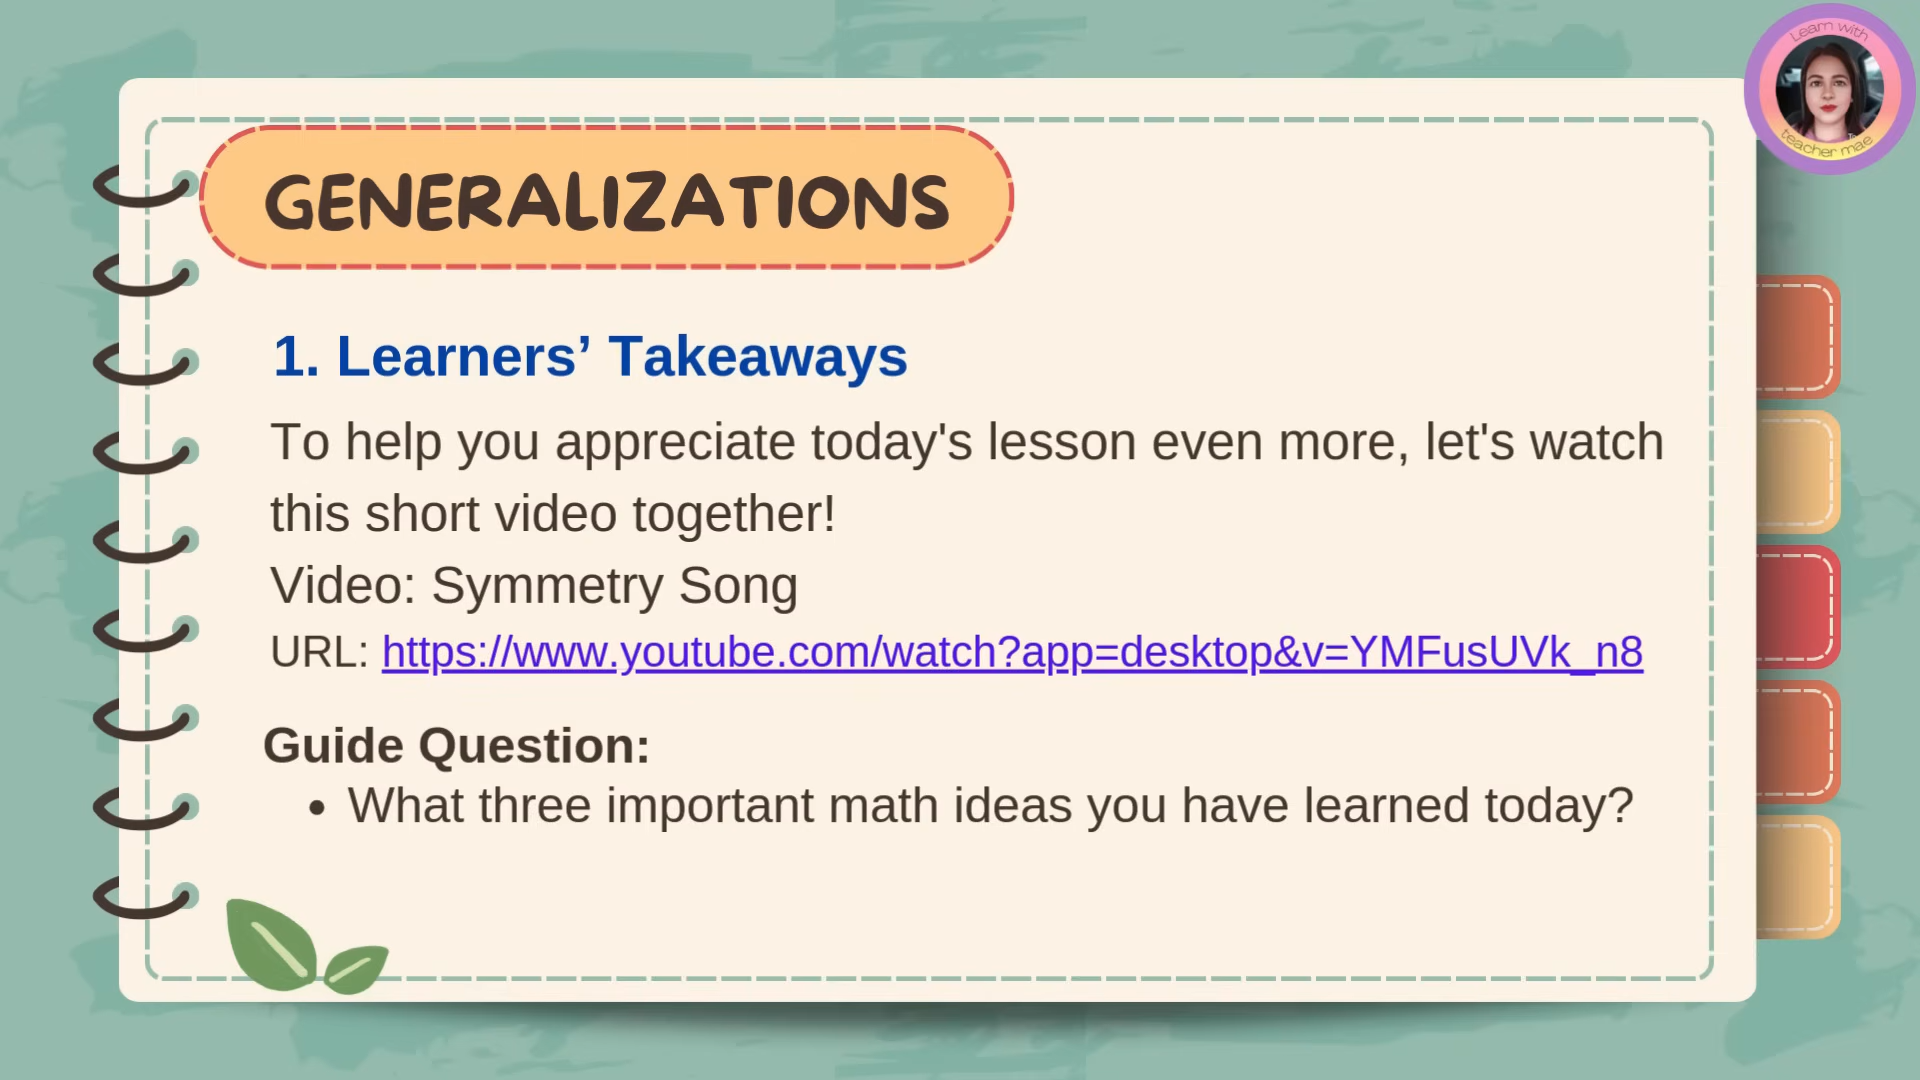 Learn with
teacher mae
GENERALIZATIONS
1. Learners’ Takeaways
To help you appreciate today's lesson even more, let's watch
this short video together!
Video: Symmetry Song
URL: https://www.youtube.com/watch?app=desktop&v=YMFusUVk_n8
Guide Question:
• What three important math ideas you have learned today?